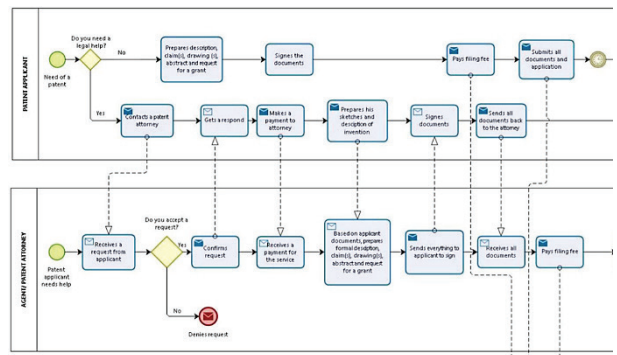 PATENT APPLICANT
Do you need a
legal help?
No
Yes
Need of a
patent
Prepares description,
claim(s), drawing (s),
abstract and request
for a grant
Signs the
documents
Pays filing fee
Submits all
documents and
application
Contacts a patent
attorney
Gets a respond
Makes a
payment to
attorney
Prepares his
sketches and
desciption of
invention
Signs
documents
Sends all
documents back
to the attorney
PATENT ATTORNEY
Patent
applicant
needs help
Receives a
request from
applicant
Do you accept a
request?
Yes
No
Denies request
Confirms
request
Receives a
payment for
the service
Based on applicant
documents, prepares
formal desciption,
claim(s), drawing(s),
abstract and request
for a grant
Sends everything to
applicant to sign
Receives all
documents
Pays filing fee